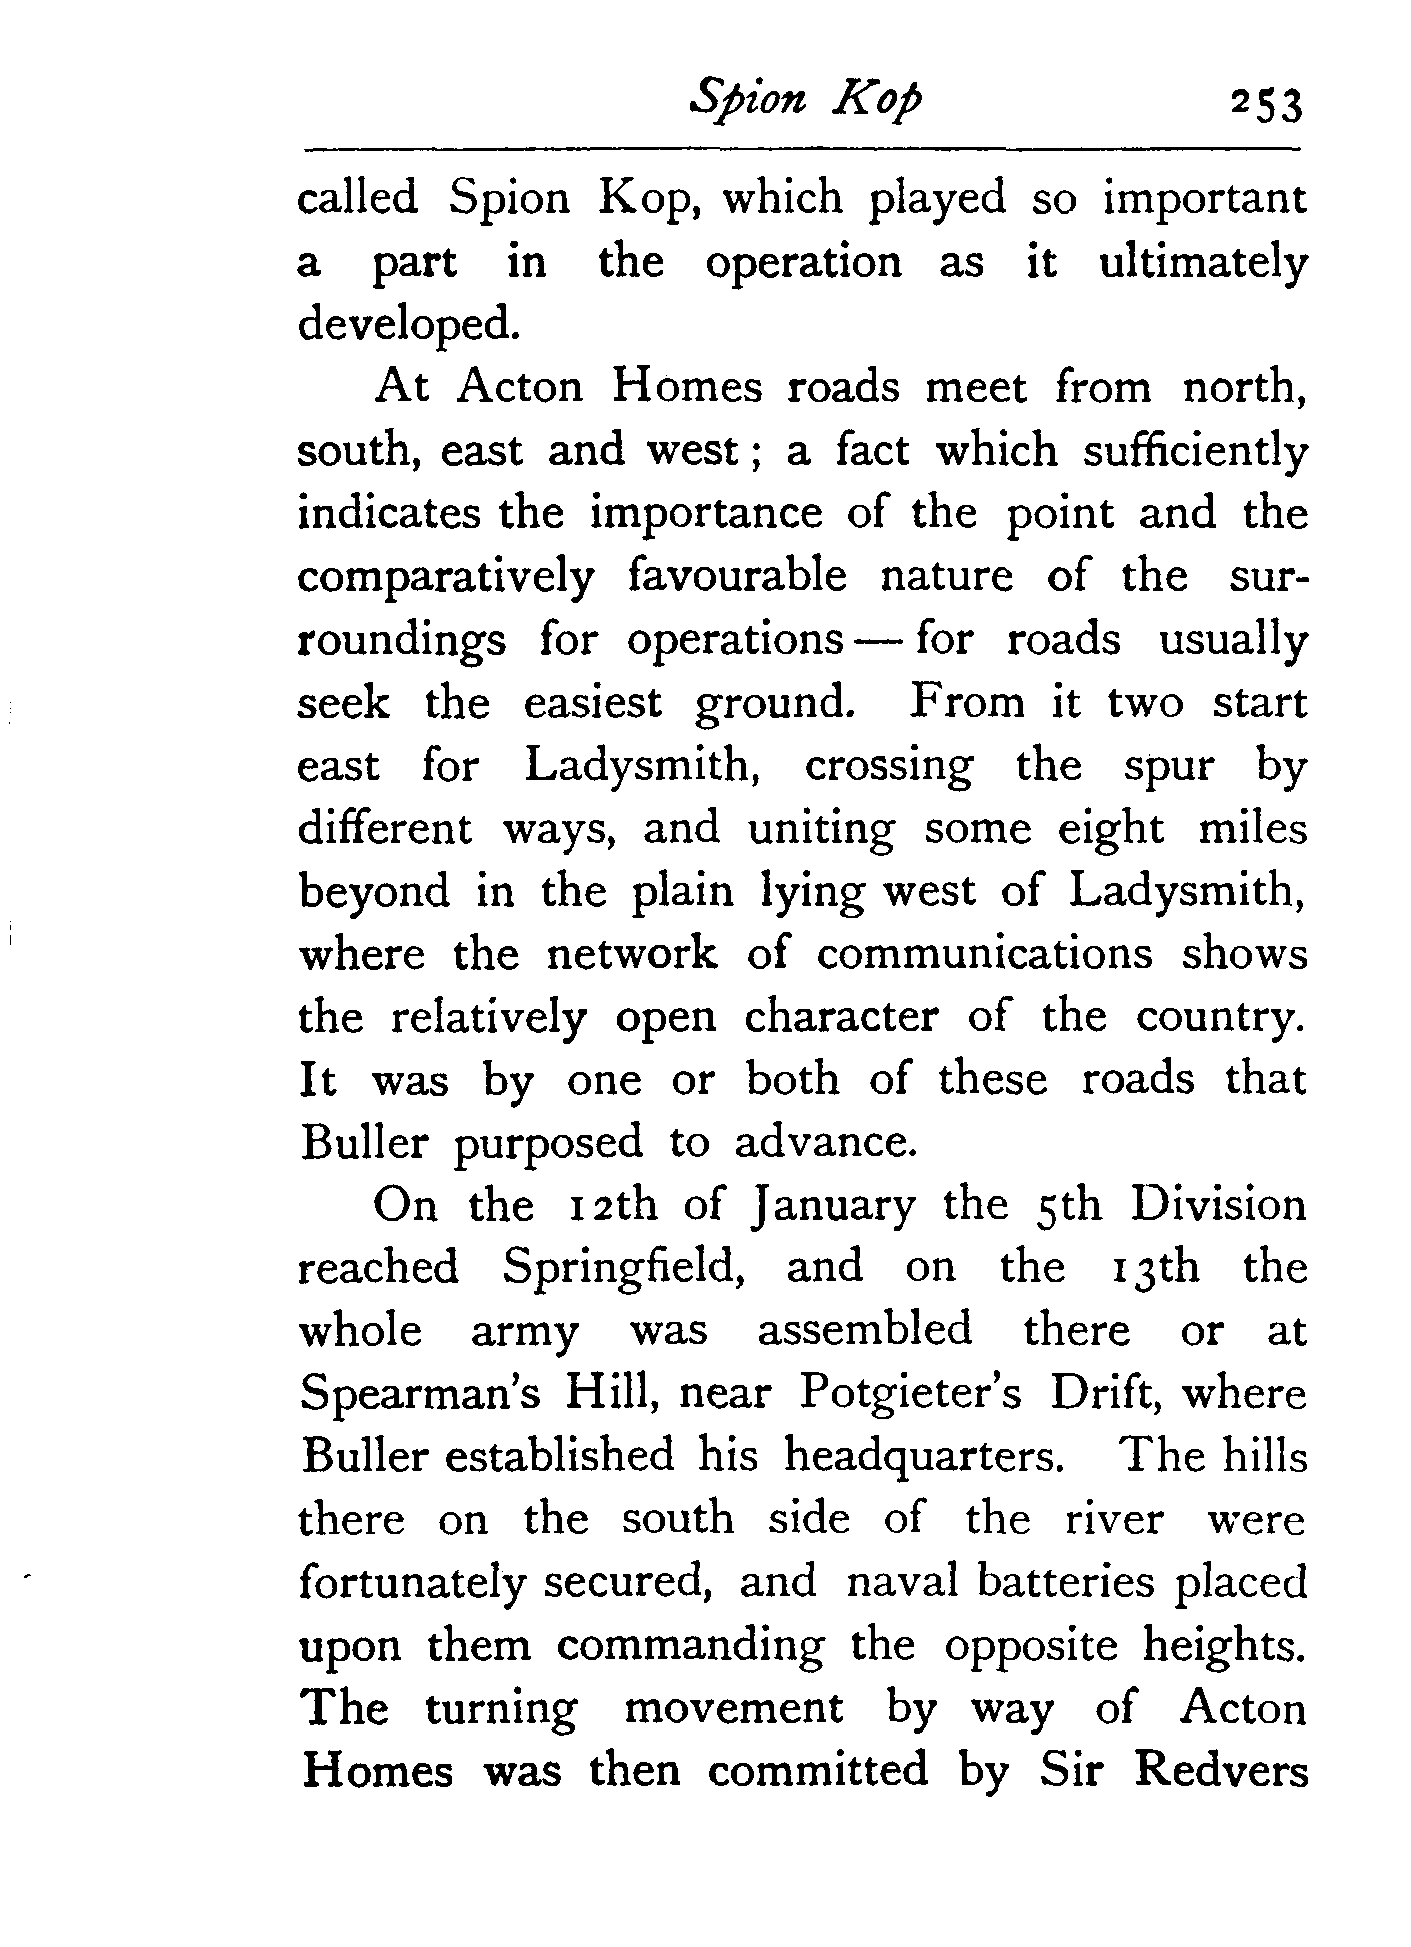 Spion Kop 253
called Spion Kop, which played so important
a part in the operation as it ultimately
developed.
At Acton Homes roads meet from north,
south, east and west; a fact which sufficiently
indicates the importance of the point and the
comparatively favourable nature of the sur-
roundings for operations — for roads usually
seek the easiest ground. From it two start
east for Ladysmith, crossing the spur by
different ways, and uniting some eight miles
beyond in the plain lying west of Ladysmith,
where the network of communications shows
the relatively open character of the country.
It was by one or both of these roads that
Buller purposed to advance.
On the 12th of January the 5th Division
reached Springfield, and on the 13th the
whole army was assembled there or at
Spearman's Hill, near Potgieter's Drift, where
Buller established his headquarters. The hills
there on the south side of the river were
fortunately secured, and naval batteries placed
upon them commanding the opposite heights.
The turning movement by way of Acton
Homes was then committed by Sir Redvers